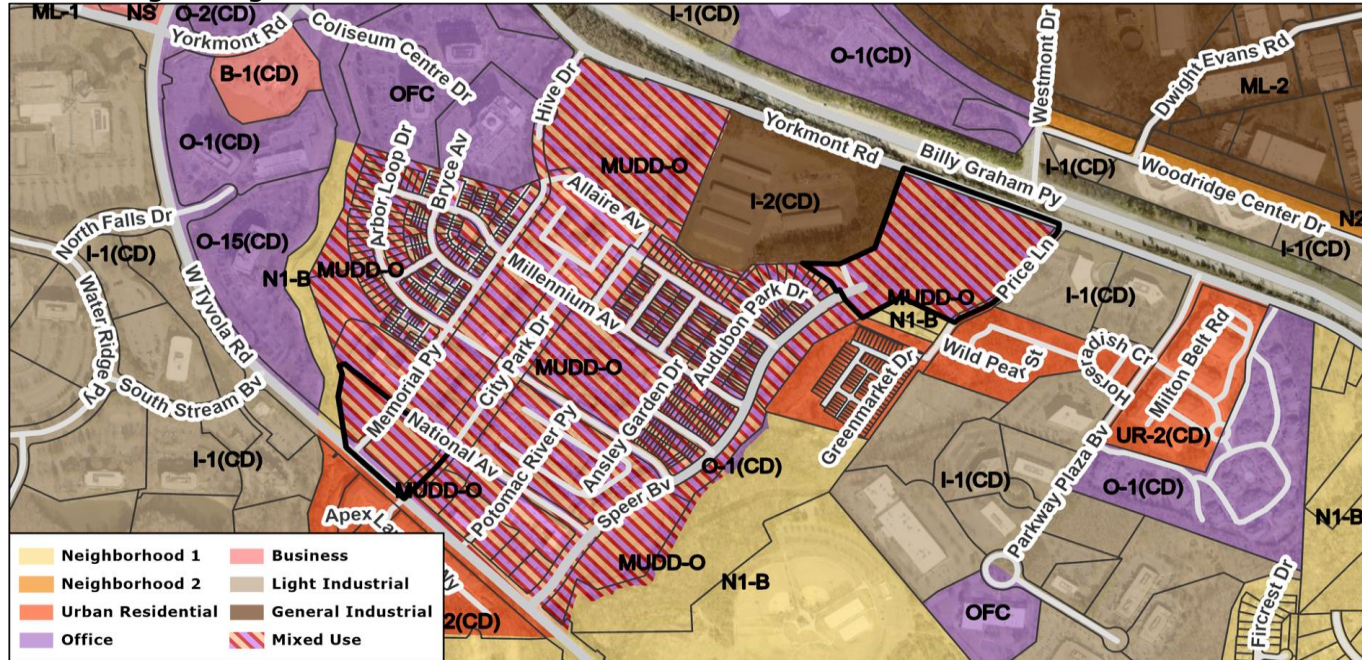 ML-1
NS
O-2(CD)
Yorkmont Rd
Coliseum Centre Dr
B-1(CD)
OFC
O-1(CD)
Hive Dr
I-1(CD)
O-1(CD)
Westmont Dr
Dwight Evans Rd
ML-2
Yorkmont Rd
Billy Graham Py
I-1(CD)
Woodridge Center Dr
N2
I-1(CD)
MUDD-O
I-2(CD)
Arbor Loop Dr
Bryce Av
Allaire Av
North Falls Dr
I-1(CD)
O-15(CD)
N1-B
MUDD-O
Millennium Av
Audubon Park Dr
MUDD-O
N1-B
Price Ln
I-1(CD)
Water Ridge Py
W Tyvola Rd
South Stream Bv
Memorial Py
City Park Dr
MUDD-O
Wild Pear St
Horseradish Cr
Milton Belt Rd
Greenmarket Dr
UR-2(CD)
National Av
Potomac River Py
Ansley Garden Dr
I-1(CD)
MUDD-O
Speer Bv
O-1(CD)
I-1(CD)
O-1(CD)
Parkway Plaza Bv
N1-B
MUDD-O
N1-B
OFC
Fircrest Dr
2(CD)
Neighborhood 1
Neighborhood 2
Urban Residential
Office
Business
Light Industrial
General Industrial
Mixed Use